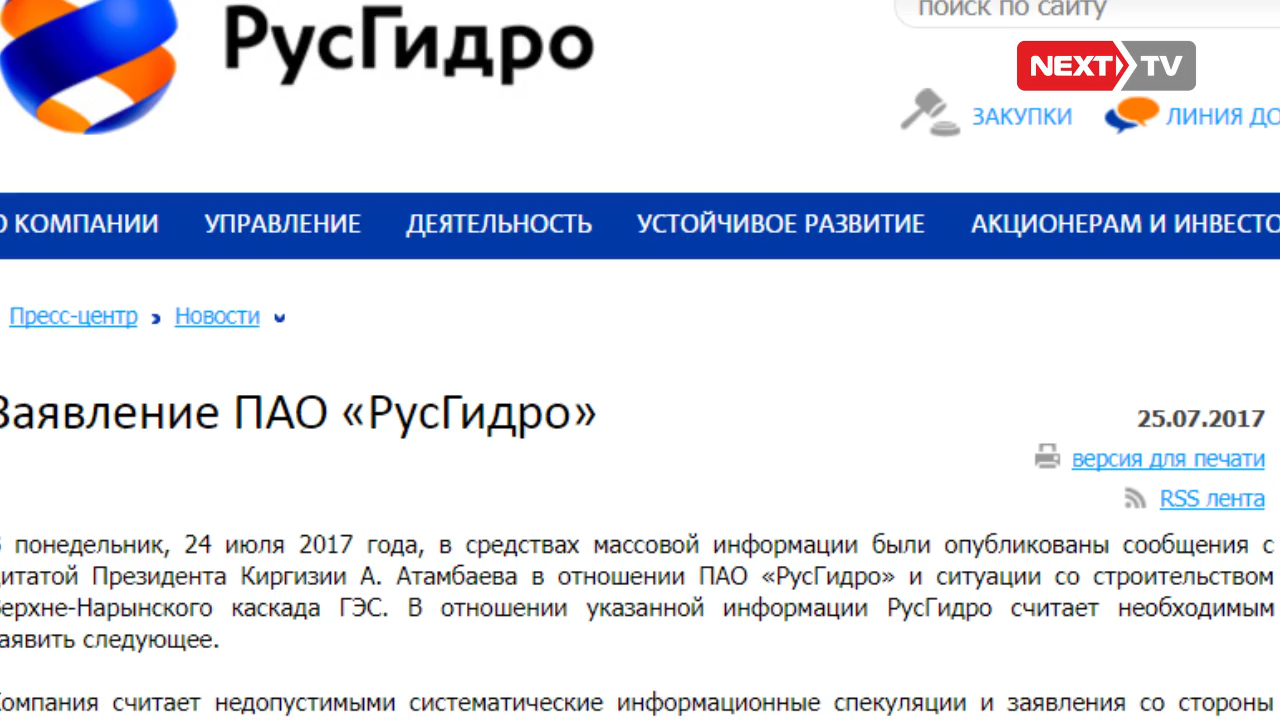 РусГидро
поиск по сайту
NEXT TV
ЗАКУПКИ
ЛИНИЯ ДО
О КОМПАНИИ УПРАВЛЕНИЕ ДЕЯТЕЛЬНОСТЬ УСТОЙЧИВОЕ РАЗВИТИЕ АКЦИОНЕРАМ И ИНВЕСТО
Пресс-центр Новости
Заявление ПАО «РусГидро»
25.07.2017
версия для печати
RSS лента
В понедельник, 24 июля 2017 года, в средствах массовой информации были опубликованы сообщения с
цитатой Президента Киргизии А. Атамбаева в отношении ПАО «РусГидро» и ситуации со строительством
Верхне-Нарынского каскада ГЭС. В отношении указанной информации РусГидро считает необходимым
заявить следующее.
Компания считает недопустимыми систематические информационные спекуляции и заявления со стороны